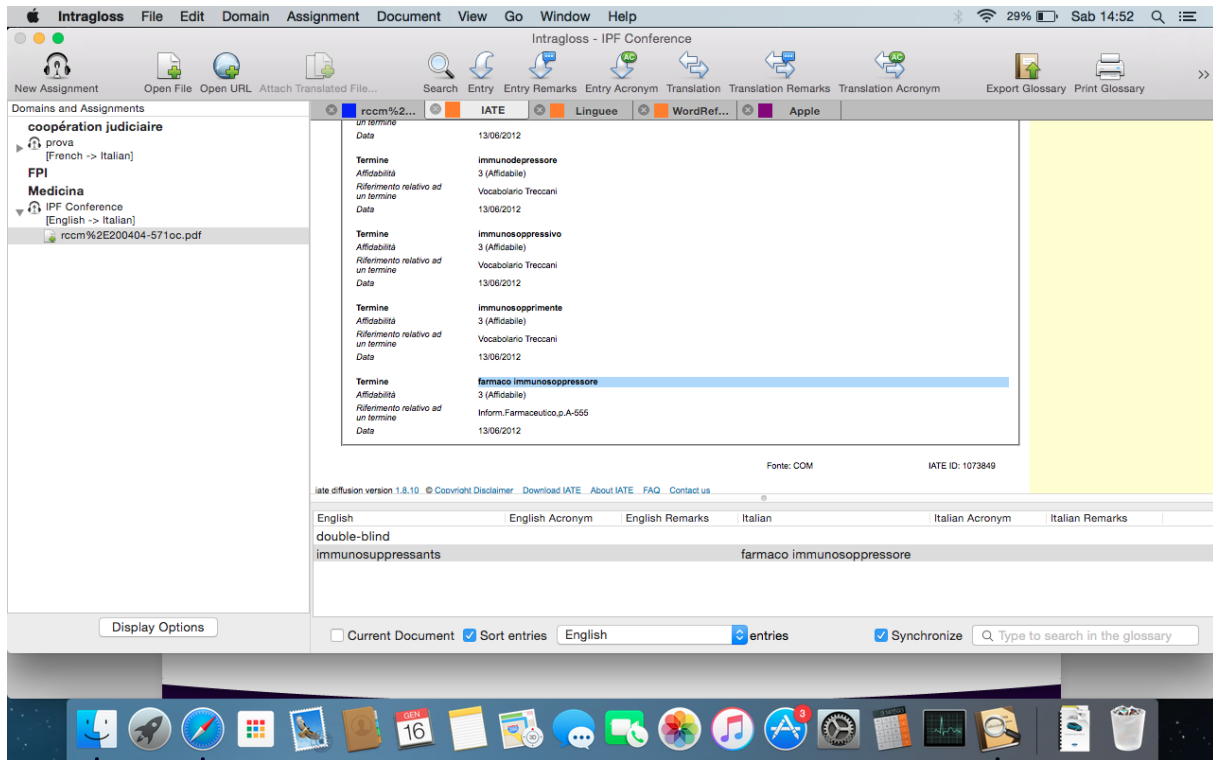 Intragloss File Edit Domain Assignment Document View Go Window Help 29% Sab 14:52
Intragloss - IPF Conference
New Assignment Open File Open URL Attach Translated File... Search Entry Entry Remarks Entry Acronym Translation Translation Remarks Translation Acronym Export Glossary Print Glossary
Domains and Assignments
coopération judiciaire
prova
[French -> Italian]
FPI
Medicina
IPF Conference
[English -> Italian]
rccm%2E200404-571oc.pdf
Display Options
rccm%2... IATE Linguee WordRef... Apple
un termine
Data 13/06/2012
Termine immunodepressore
Affidabilità 3 (Affidabile)
Riferimento relativo ad
un termine Vocabolario Treccani
Data 13/06/2012
Termine immunosoppressivo
Affidabilità 3 (Affidabile)
Riferimento relativo ad
un termine Vocabolario Treccani
Data 13/06/2012
Termine immunosopprimente
Affidabilità 3 (Affidabile)
Riferimento relativo ad
un termine Vocabolario Treccani
Data 13/06/2012
Termine farmaco immunosoppressore
Affidabilità 3 (Affidabile)
Riferimento relativo ad
un termine Inform.Farmaceutico,p.A-555
Data 13/06/2012
Fonte: COM IATE ID: 1073849
iate diffusion version 1.8.10 © Copyright Disclaimer Download IATE About IATE FAQ Contact us
English English Acronym English Remarks Italian Italian Acronym Italian Remarks
double-blind
immunosuppressants farmaco immunosoppressore
Current Document Sort entries English entries Synchronize Type to search in the glossary
GEN
16
3